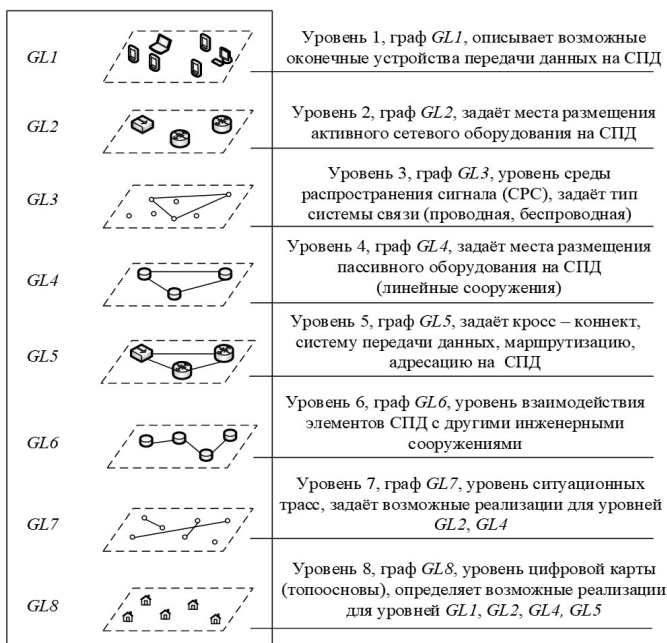 GL1
Уровень 1, граф GL1, описывает возможные
оконечные устройства передачи данных на СПД
GL2
Уровень 2, граф GL2, задаёт места размещения
активного сетевого оборудования на СПД
GL3
Уровень 3, граф GL3, уровень среды
распространения сигнала (СРС), задаёт тип
системы связи (проводная, беспроводная)
GL4
Уровень 4, граф GL4, задаёт места размещения
пассивного оборудования на СПД
(линейные сооружения)
GL5
Уровень 5, граф GL5, задаёт кросс – коннект,
систему передачи данных, маршрутизацию,
адресацию на СПД
GL6
Уровень 6, граф GL6, уровень взаимодействия
элементов СПД с другими инженерными
сооружениями
GL7
Уровень 7, граф GL7, уровень ситуационных
трасс, задаёт возможные реализации для уровней
GL2, GL4
GL8
Уровень 8, граф GL8, уровень цифровой карты
(топоосновы), определяет возможные реализации
для уровней GL1, GL2, GL4, GL5